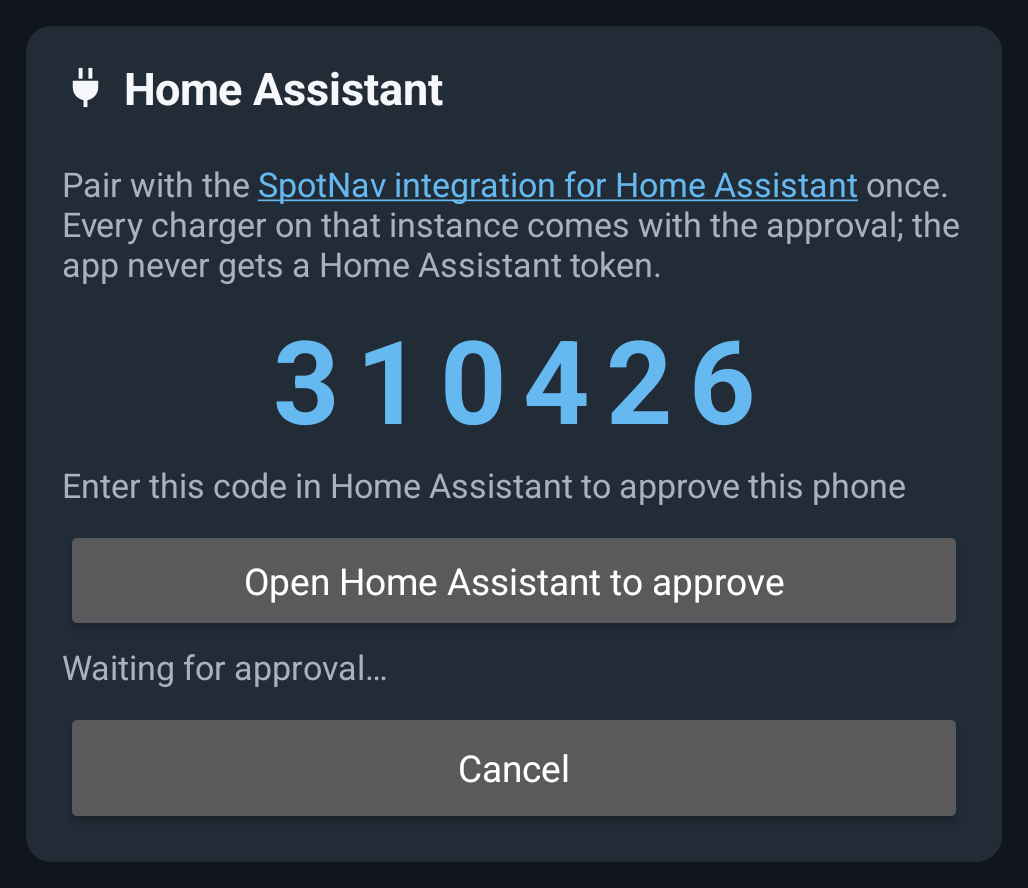 Home Assistant
Pair with the SpotNav integration for Home Assistant once.
Every charger on that instance comes with the approval; the
app never gets a Home Assistant token.
310426
Enter this code in Home Assistant to approve this phone
Open Home Assistant to approve
Waiting for approval…
Cancel